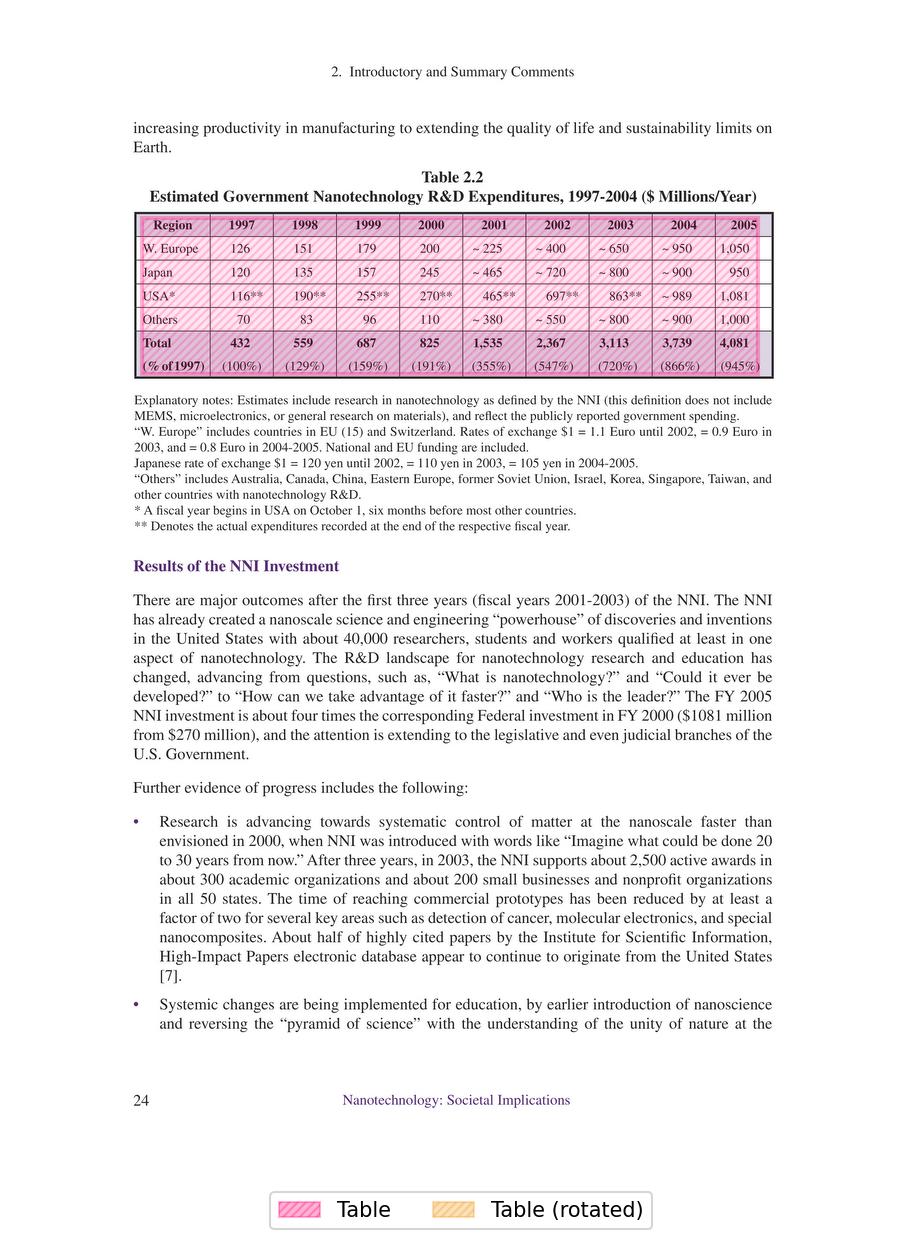 2. Introductory and Summary Comments
increasing productivity in manufacturing to extending the quality of life and sustainability limits on
Earth.
Table 2.2
Estimated Government Nanotechnology R&D Expenditures, 1997-2004 ($ Millions/Year)
Region 1997 1998 1999 2000 2001 2002 2003 2004 2005
W. Europe 126 151 179 200 ~ 225 ~ 400 ~ 650 ~ 950 1,050
Japan 120 135 157 245 ~ 465 ~ 720 ~ 800 ~ 900 950
USA* 116** 190** 255** 270** 465** 697** 863** ~ 989 1,081
Others 70 83 96 110 ~ 380 ~ 550 ~ 800 ~ 900 1,000
Total 432 559 687 825 1,535 2,367 3,113 3,739 4,081
(% of 1997) (100%) (129%) (159%) (191%) (355%) (547%) (720%) (866%) (945%)
Explanatory notes: Estimates include research in nanotechnology as defined by the NNI (this definition does not include
MEMS, microelectronics, or general research on materials), and reflect the publicly reported government spending.
“W. Europe” includes countries in EU (15) and Switzerland. Rates of exchange $1 = 1.1 Euro until 2002, = 0.9 Euro in
2003, and = 0.8 Euro in 2004-2005. National and EU funding are included.
Japanese rate of exchange $1 = 120 yen until 2002, = 110 yen in 2003, = 105 yen in 2004-2005.
“Others” includes Australia, Canada, China, Eastern Europe, former Soviet Union, Israel, Korea, Singapore, Taiwan, and
other countries with nanotechnology R&D.
* A fiscal year begins in USA on October 1, six months before most other countries.
** Denotes the actual expenditures recorded at the end of the respective fiscal year.
Results of the NNI Investment
There are major outcomes after the first three years (fiscal years 2001-2003) of the NNI. The NNI
has already created a nanoscale science and engineering “powerhouse” of discoveries and inventions
in the United States with about 40,000 researchers, students and workers qualified at least in one
aspect of nanotechnology. The R&D landscape for nanotechnology research and education has
changed, advancing from questions, such as, “What is nanotechnology?” and “Could it ever be
developed?” to “How can we take advantage of it faster?” and “Who is the leader?” The FY 2005
NNI investment is about four times the corresponding Federal investment in FY 2000 ($1081 million
from $270 million), and the attention is extending to the legislative and even judicial branches of the
U.S. Government.
Further evidence of progress includes the following:
• Research is advancing towards systematic control of matter at the nanoscale faster than
envisioned in 2000, when NNI was introduced with words like “Imagine what could be done 20
to 30 years from now.” After three years, in 2003, the NNI supports about 2,500 active awards in
about 300 academic organizations and about 200 small businesses and nonprofit organizations
in all 50 states. The time of reaching commercial prototypes has been reduced by at least a
factor of two for several key areas such as detection of cancer, molecular electronics, and special
nanocomposites. About half of highly cited papers by the Institute for Scientific Information,
High-Impact Papers electronic database appear to continue to originate from the United States
[7].
• Systemic changes are being implemented for education, by earlier introduction of nanoscience
and reversing the “pyramid of science” with the understanding of the unity of nature at the
24 Nanotechnology: Societal Implications
Table Table (rotated)